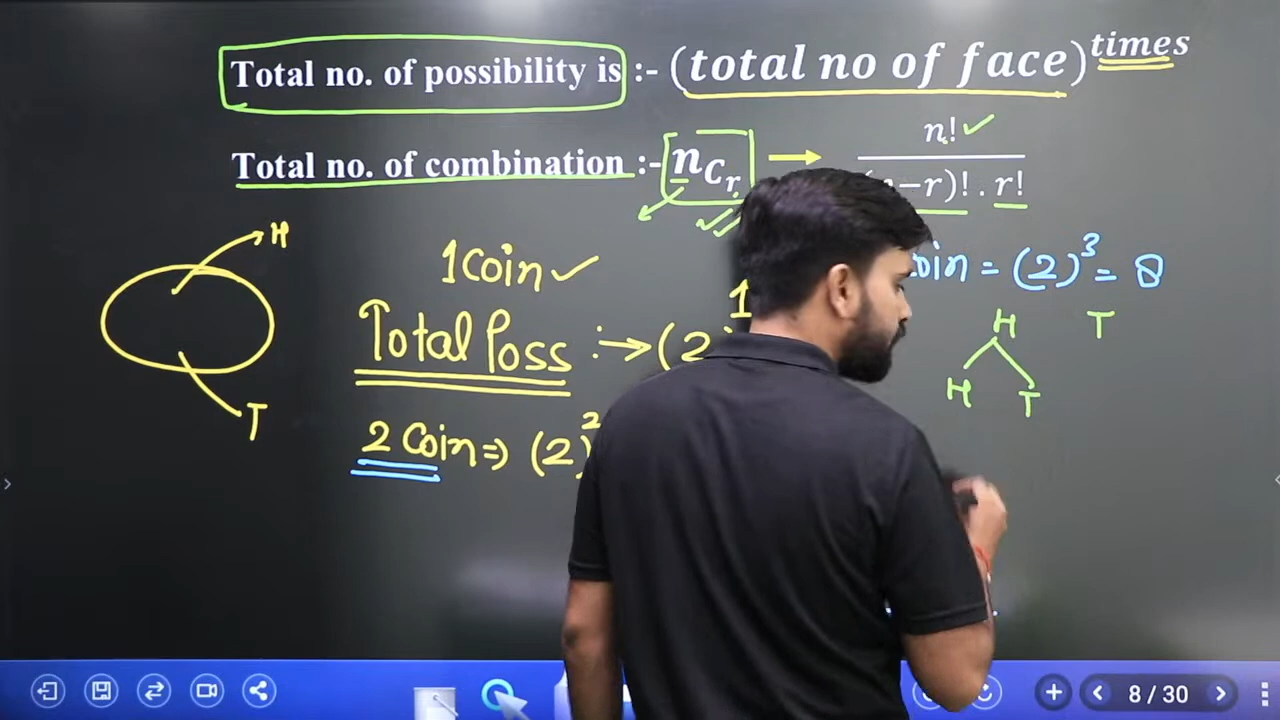 Total no. of possibility is :- (total no of face)^times
Total no. of combination :- nCr → n!
-r)! . r!
H
1 Coin ✓
oin = (2)^3 = 8
1
Total Poss :→ (2
H T
H T
T
2 Coin ⇒ (2)^2
8 / 30